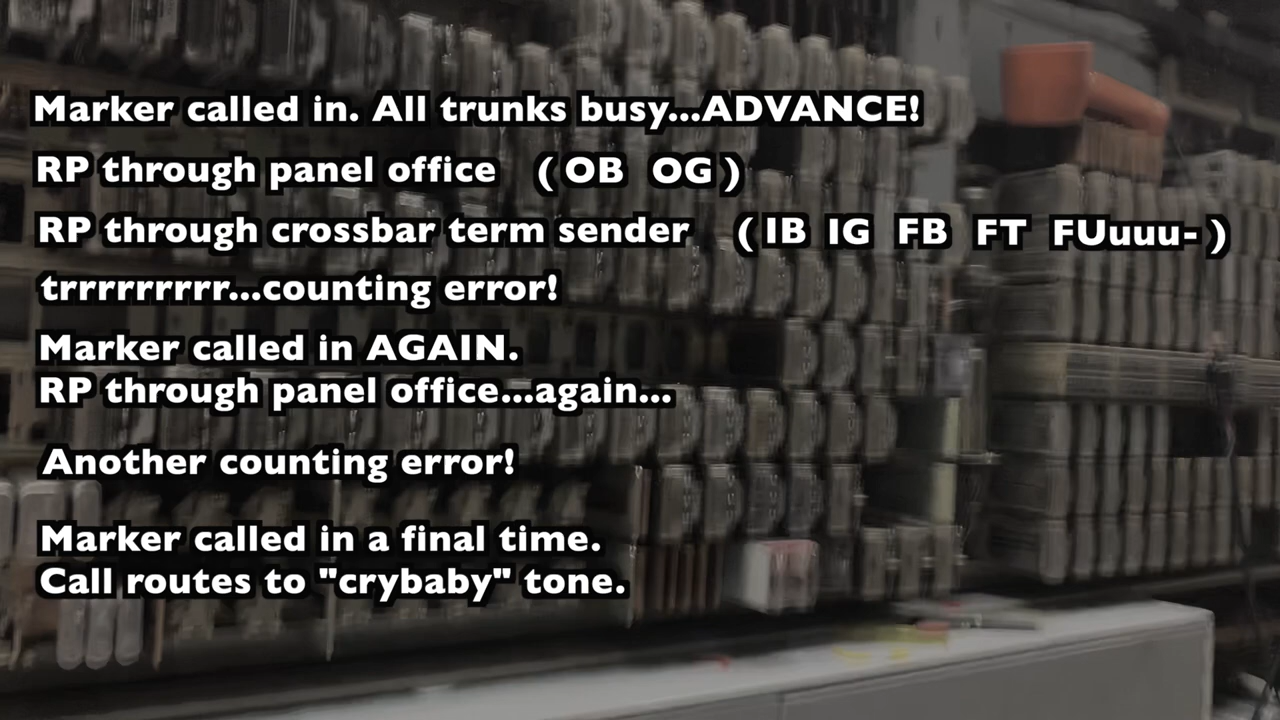 Marker called in. All trunks busy...ADVANCE!
RP through panel office ( OB OG )
RP through crossbar term sender ( IB IG FB FT FUuuu- )
trrrrrrrrr...counting error!
Marker called in AGAIN.
RP through panel office...again...
Another counting error!
Marker called in a final time.
Call routes to "crybaby" tone.